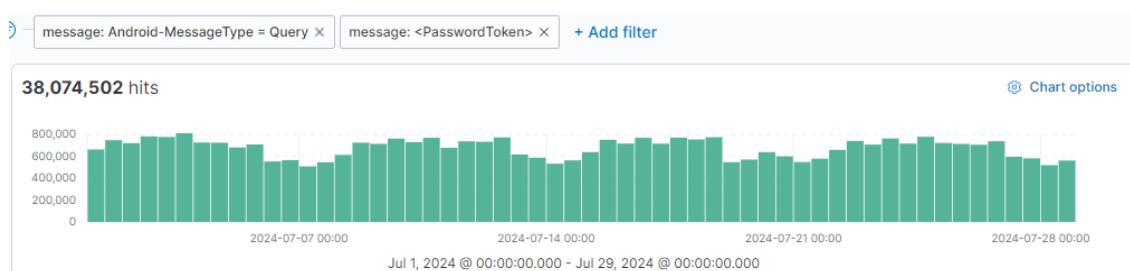 message: Android-MessageType = Query × message: <PasswordToken> × + Add filter
38,074,502 hits Chart options
800,000
600,000
400,000
200,000
0
2024-07-07 00:00 2024-07-14 00:00 2024-07-21 00:00 2024-07-28 00:00
Jul 1, 2024 @ 00:00:00.000 - Jul 29, 2024 @ 00:00:00.000